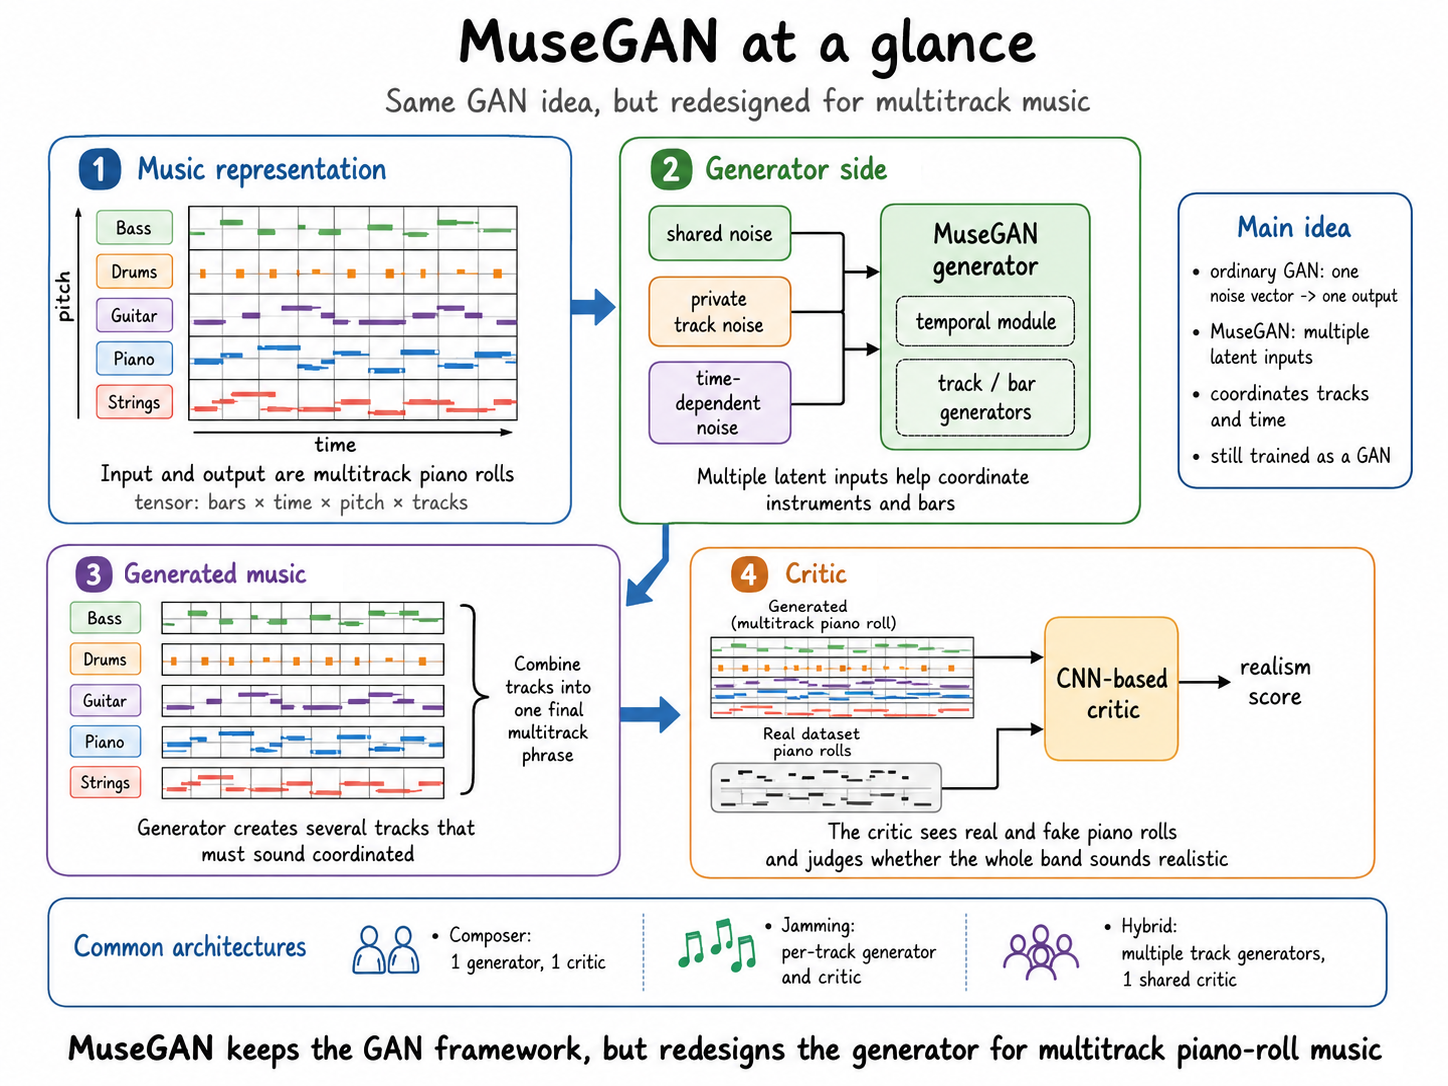 MuseGAN at a glance
Same GAN idea, but redesigned for multitrack music
1 Music representation
pitch
Bass
Drums
Guitar
Piano
Strings
time
Input and output are multitrack piano rolls
tensor: bars × time × pitch × tracks
2 Generator side
shared noise
private
track noise
time-
dependent
noise
MuseGAN
generator
temporal module
track / bar
generators
Multiple latent inputs help coordinate
instruments and bars
Main idea
• ordinary GAN: one
noise vector -> one output
• MuseGAN: multiple
latent inputs
• coordinates tracks
and time
• still trained as a GAN
3 Generated music
Bass
Drums
Guitar
Piano
Strings
Combine
tracks into
one final
multitrack
phrase
Generator creates several tracks that
must sound coordinated
4 Critic
Generated
(multitrack piano roll)
Real dataset
piano rolls
CNN-based
critic
realism
score
The critic sees real and fake piano rolls
and judges whether the whole band sounds realistic
Common architectures
• Composer:
1 generator, 1 critic
• Jamming:
per-track generator
and critic
• Hybrid:
multiple track generators,
1 shared critic
MuseGAN keeps the GAN framework, but redesigns the generator for multitrack piano-roll music